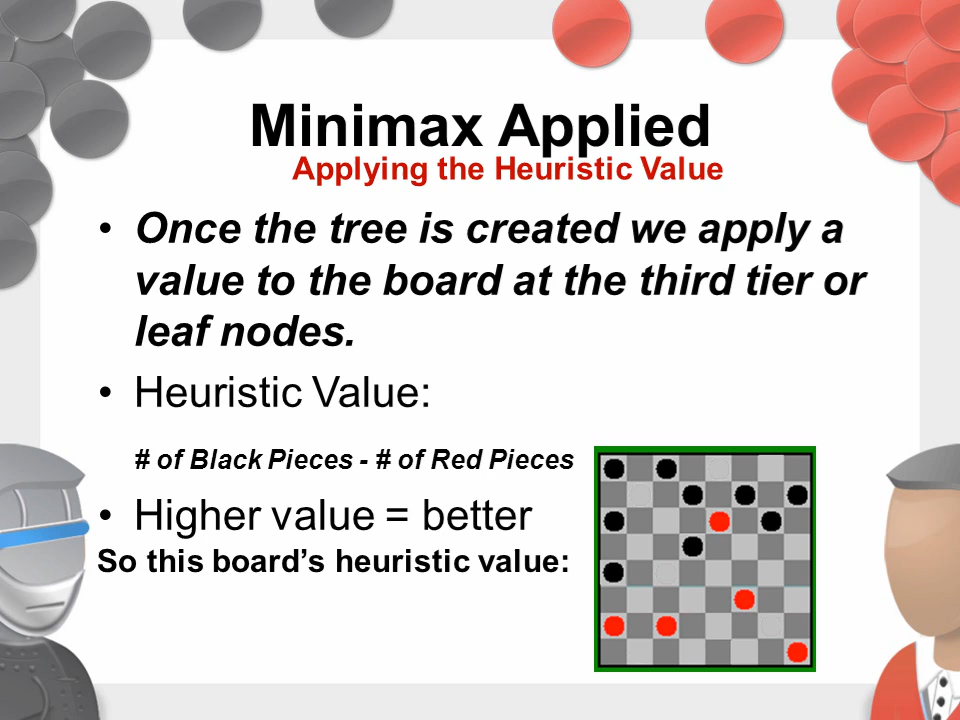 Minimax Applied
Applying the Heuristic Value
• Once the tree is created we apply a
value to the board at the third tier or
leaf nodes.
• Heuristic Value:
# of Black Pieces - # of Red Pieces
• Higher value = better
So this board’s heuristic value: